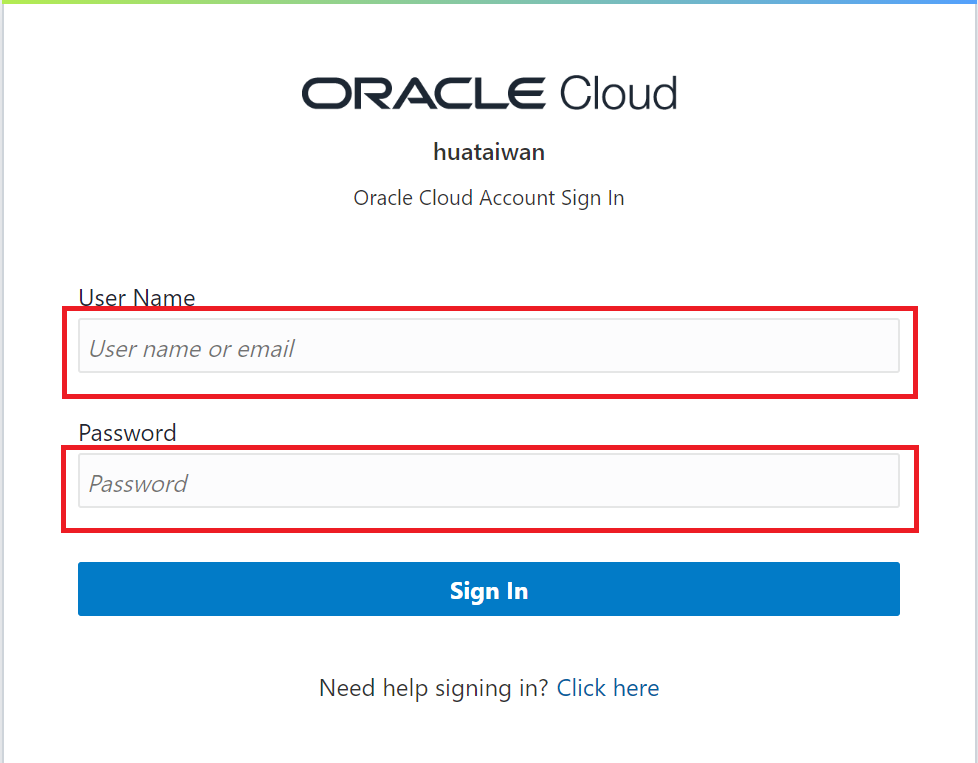 ORACLE Cloud
huataiwan
Oracle Cloud Account Sign In
User Name
User name or email
Password
Password
Sign In
Need help signing in? Click here